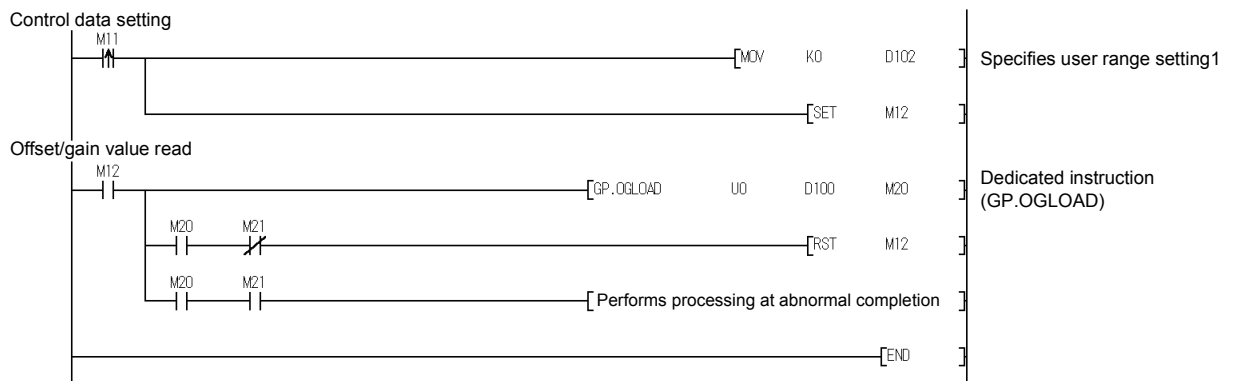 Control data setting
M11
MOV K0 D102 Specifies user range setting1
SET M12
Offset/gain value read
M12
GP.OGLOAD U0 D100 M20 Dedicated instruction
(GP.OGLOAD)
M20 M21
RST M12
M20 M21
Performs processing at abnormal completion
END